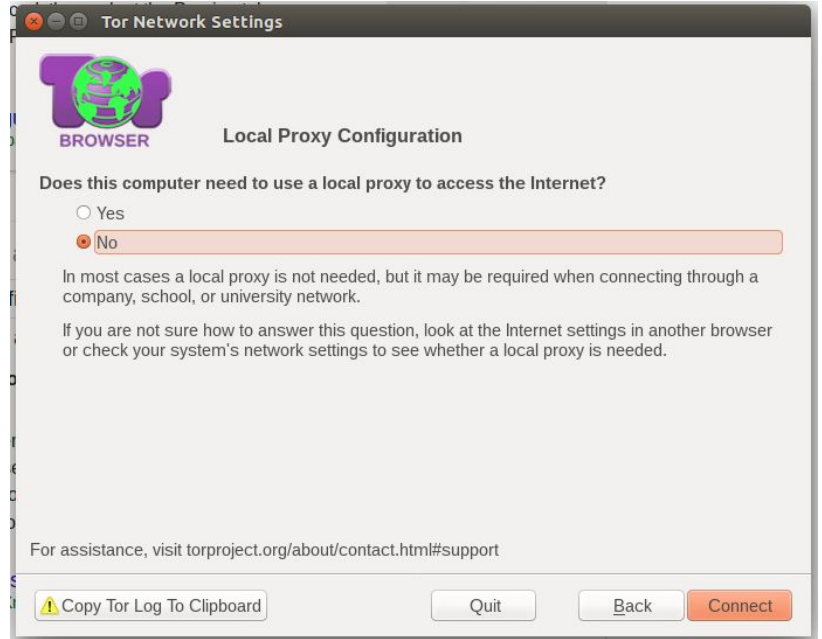 Tor Network Settings
Tor
BROWSER
Local Proxy Configuration
Does this computer need to use a local proxy to access the Internet?
Yes
No
In most cases a local proxy is not needed, but it may be required when connecting through a
company, school, or university network.
If you are not sure how to answer this question, look at the Internet settings in another browser
or check your system's network settings to see whether a local proxy is needed.
For assistance, visit torproject.org/about/contact.html#support
Copy Tor Log To Clipboard
Quit
Back
Connect